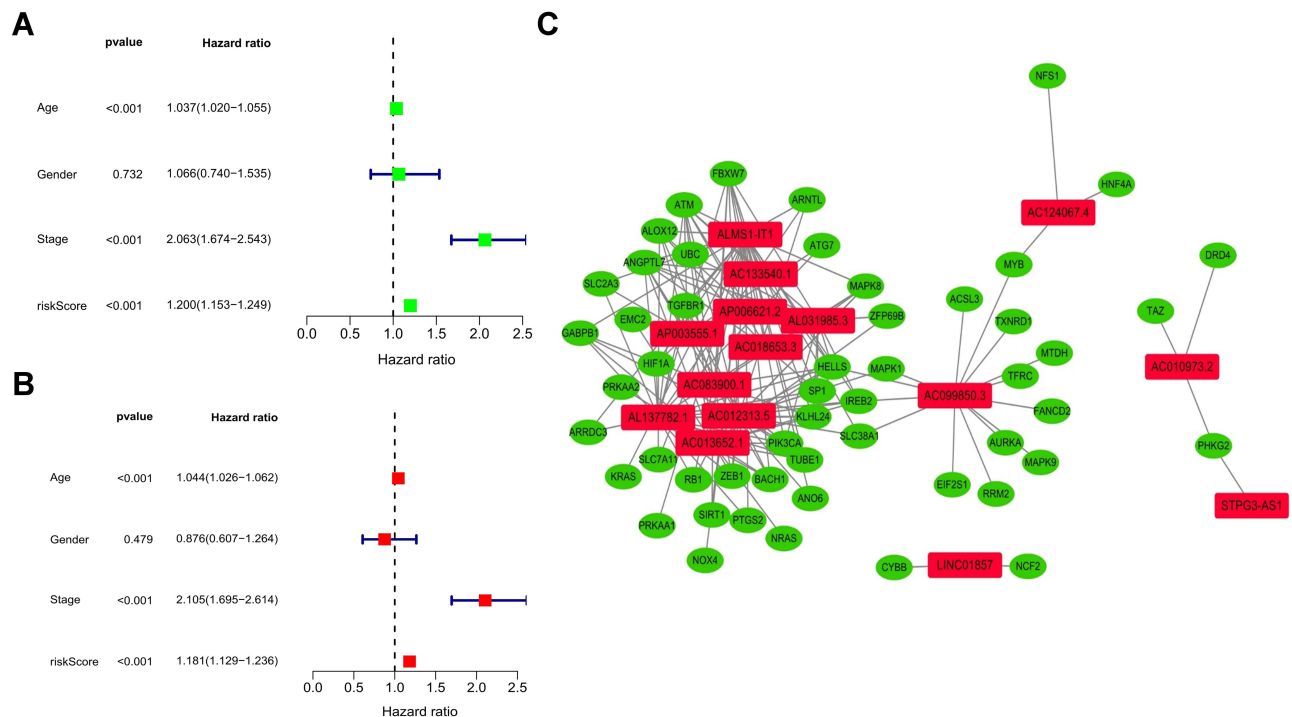 A
pvalue Hazard ratio
Age <0.001 1.037(1.020−1.055)
Gender 0.732 1.066(0.740−1.535)
Stage <0.001 2.063(1.674−2.543)
riskScore <0.001 1.200(1.153−1.249)
0.0 0.5 1.0 1.5 2.0 2.5
Hazard ratio
B
pvalue Hazard ratio
Age <0.001 1.044(1.026−1.062)
Gender 0.479 0.876(0.607−1.264)
Stage <0.001 2.105(1.695−2.614)
riskScore <0.001 1.181(1.129−1.236)
0.0 0.5 1.0 1.5 2.0 2.5
Hazard ratio
C
NFS1
FBXW7
HNF4A
ATM
ARNTL
AC124067.4
ALOX12
ALMS1-IT1
UBC
ATG7
DRD4
ANGPTL7
MYB
AC133540.1
SLC2A3
MAPK8
ACSL3
TGFBR1
AP006621.2
TAZ
EMC2
AL031985.3
ZFP69B
TXNRD1
GABPB1
AP003555.1
AC018653.3
MTDH
HIF1A
HELLS
MAPK1
AC010973.2
TFRC
PRKAA2
AC083900.1
SP1
AC099850.3
IREB2
FANCD2
AL137782.1
AC012313.5
KLHL24
ARRDC3
SLC38A1
AC013652.1
PIK3CA
AURKA
PHKG2
SLC7A11
TUBE1
MAPK9
KRAS
RB1
ZEB1
BACH1
EIF2S1
RRM2
ANO6
STPG3-AS1
SIRT1
PTGS2
PRKAA1
NRAS
NOX4
CYBB
LINC01857
NCF2